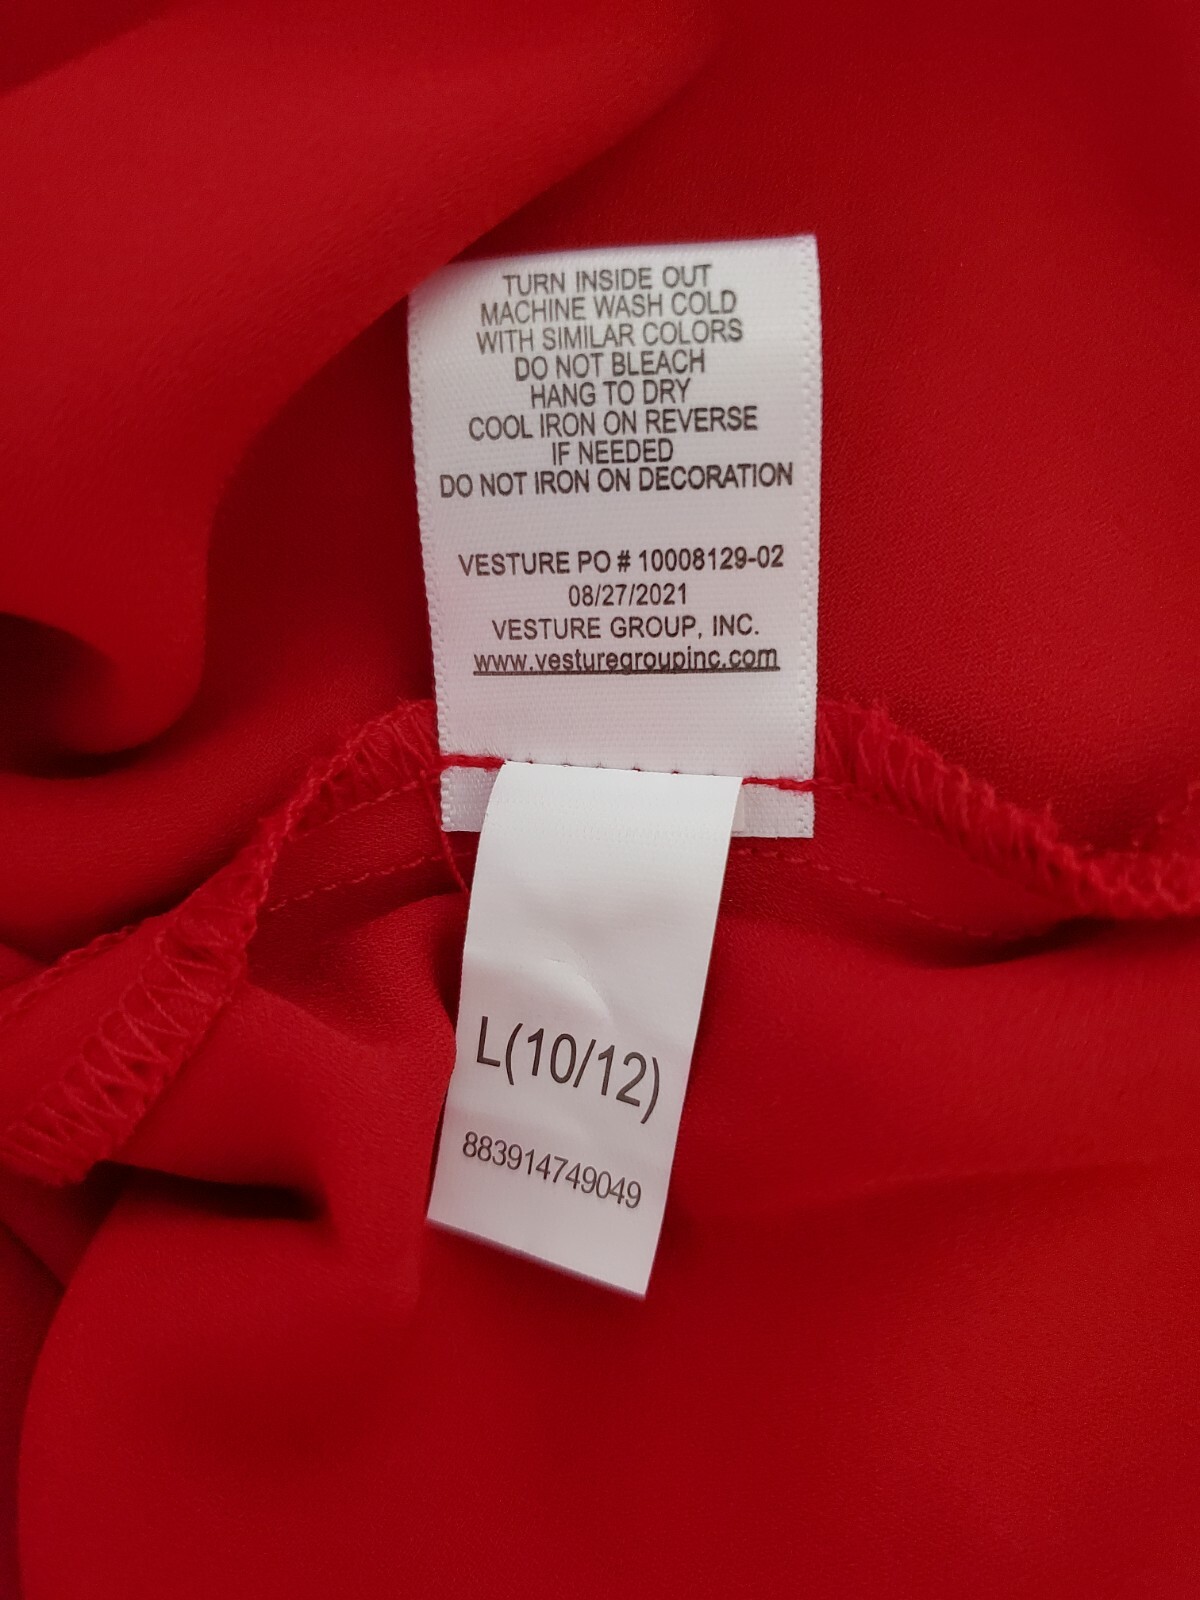 TURN INSIDE OUT
MACHINE WASH COLD
WITH SIMILAR COLORS
DO NOT BLEACH
HANG TO DRY
COOL IRON ON REVERSE
IF NEEDED
DO NOT IRON ON DECORATION
VESTURE PO # 10008129-02
08/27/2021
VESTURE GROUP, INC.
www.vesturegroupinc.com
L(10/12)
883914749049